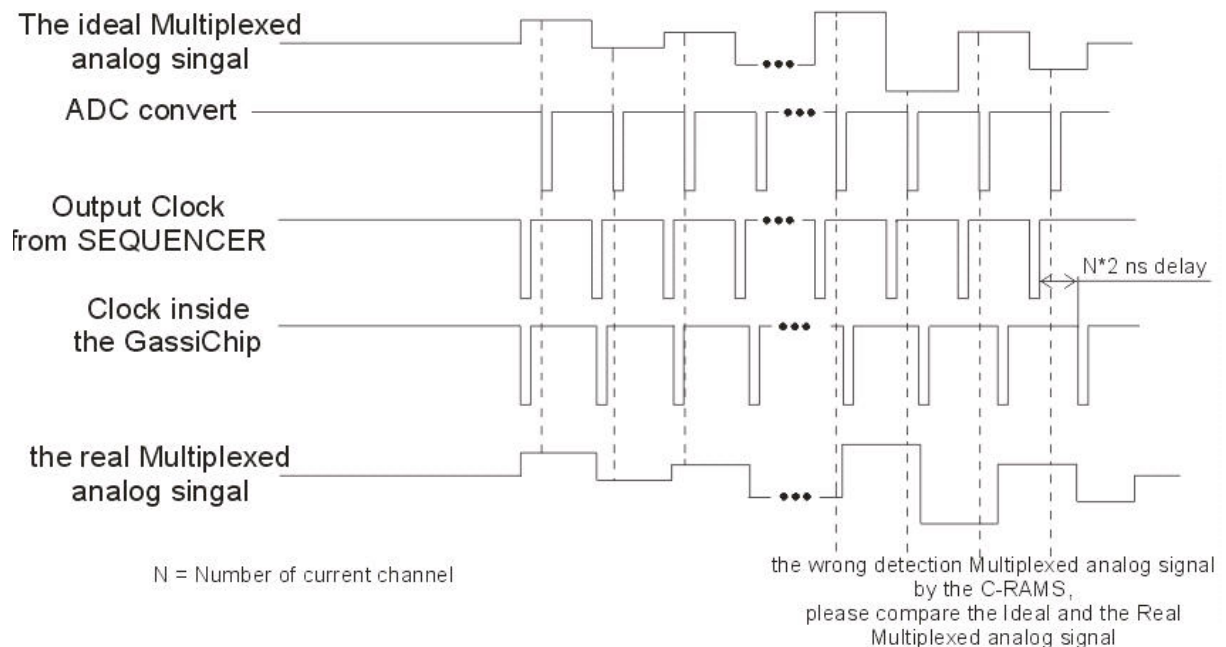 The ideal Multiplexed
analog singal
ADC convert
Output Clock
from SEQUENCER
N*2 ns delay
Clock inside
the GassiChip
the real Multiplexed
analog singal
N = Number of current channel
the wrong detection Multiplexed analog signal
by the C-RAMS,
please compare the Ideal and the Real
Multiplexed analog signal